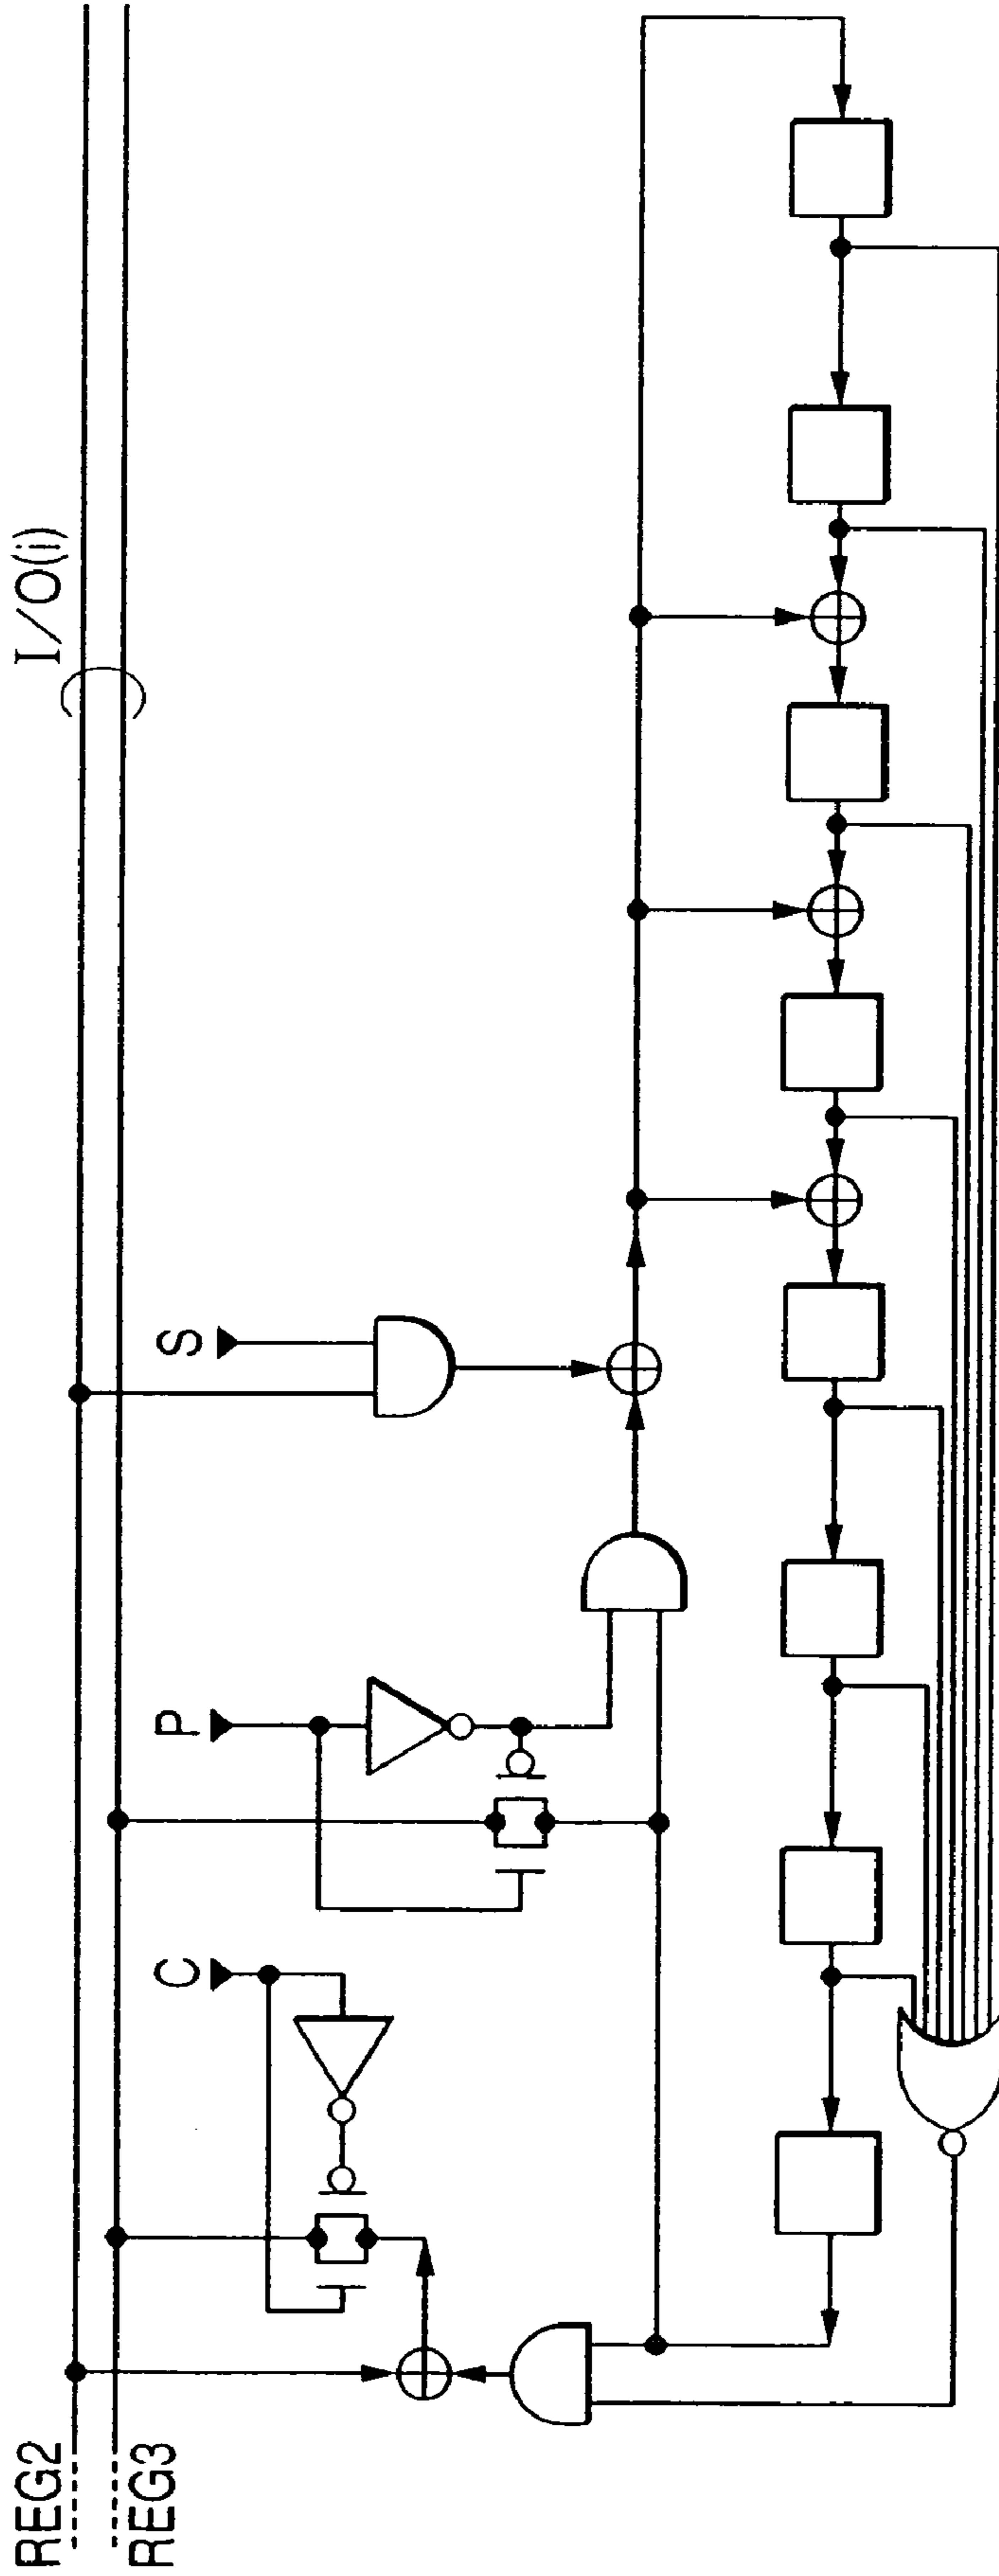 REG2
REG3
C
P
S
I/O(i)